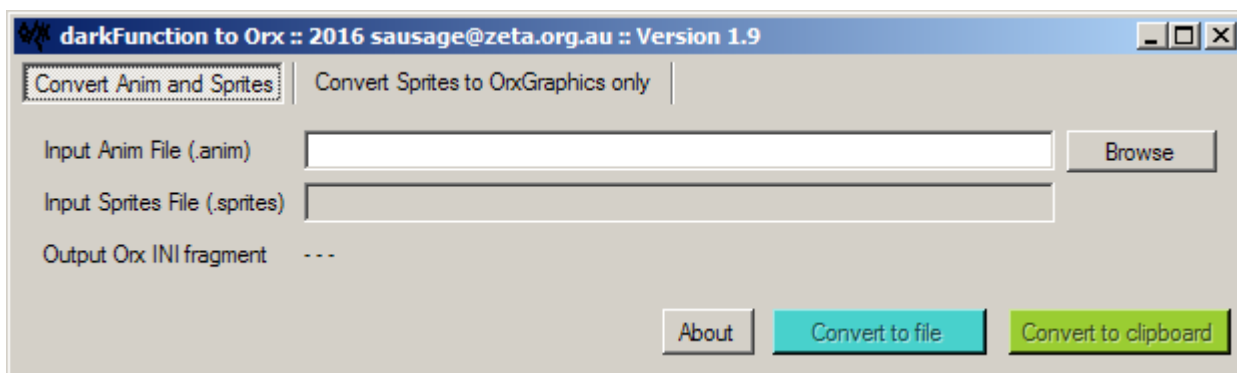 darkFunction to Orx :: 2016 sausage@zeta.org.au :: Version 1.9
Convert Anim and Sprites Convert Sprites to OrxGraphics only
Input Anim File (.anim) Browse
Input Sprites File (.sprites)
Output Orx INI fragment - - -
About Convert to file Convert to clipboard